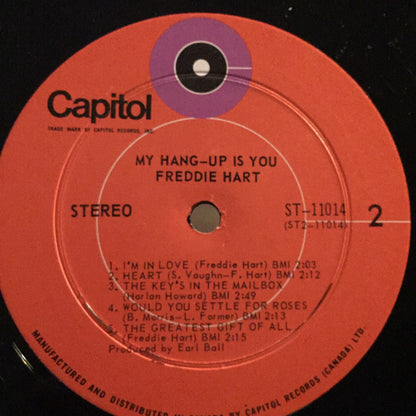 Capitol
TRADE MARK BY CAPITOL RECORDS, INC.
MY HANG-UP IS YOU
FREDDIE HART
STEREO
ST-11014
(ST2-11014)
2
1. I'M IN LOVE (Freddie Hart) BMI 2:03
2. HEART (S. Vaughn-F. Hart) BMI 2:12
3. THE KEY'S IN THE MAILBOX
(Harlan Howard) BMI 2:49
4. WOULD YOU SETTLE FOR ROSES
(B. Morris-L. Farmer) BMI 2:13
5. THE GREATEST GIFT OF ALL
(Freddie Hart) BMI 2:15
Produced by Earl Ball
MANUFACTURED AND DISTRIBUTED IN CANADA BY CAPITOL RECORDS (CANADA) LTD.